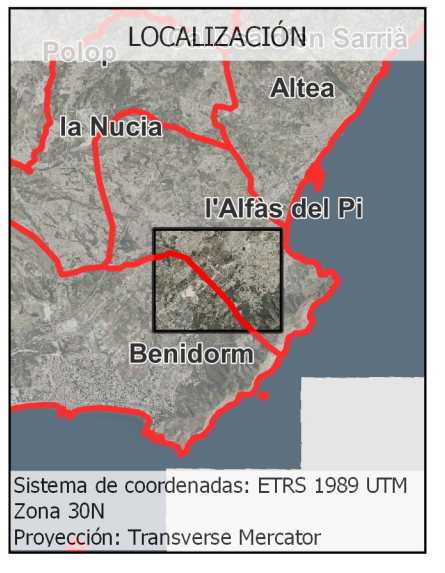 LOCALIZACIÓN
Polop
n Sarrià
Altea
la Nucia
l'Alfàs del Pi
Benidorm
Sistema de coordenadas: ETRS 1989 UTM
Zona 30N
Proyección: Transverse Mercator